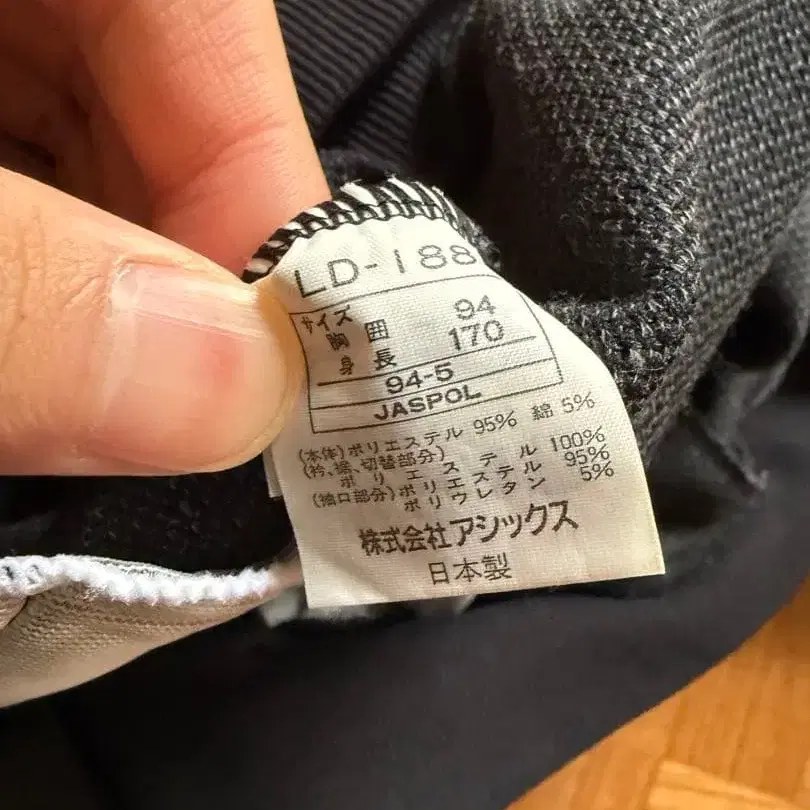 LD-188
サイズ
胸囲 94
身長 170
94-5
JASPOL
(本体)ポリエステル 95% 綿 5%
(衿、裾、切替部分)
ポリエステル 100%
(袖口部分)ポリエステル 95%
ポリウレタン 5%
株式会社アシックス
日本製